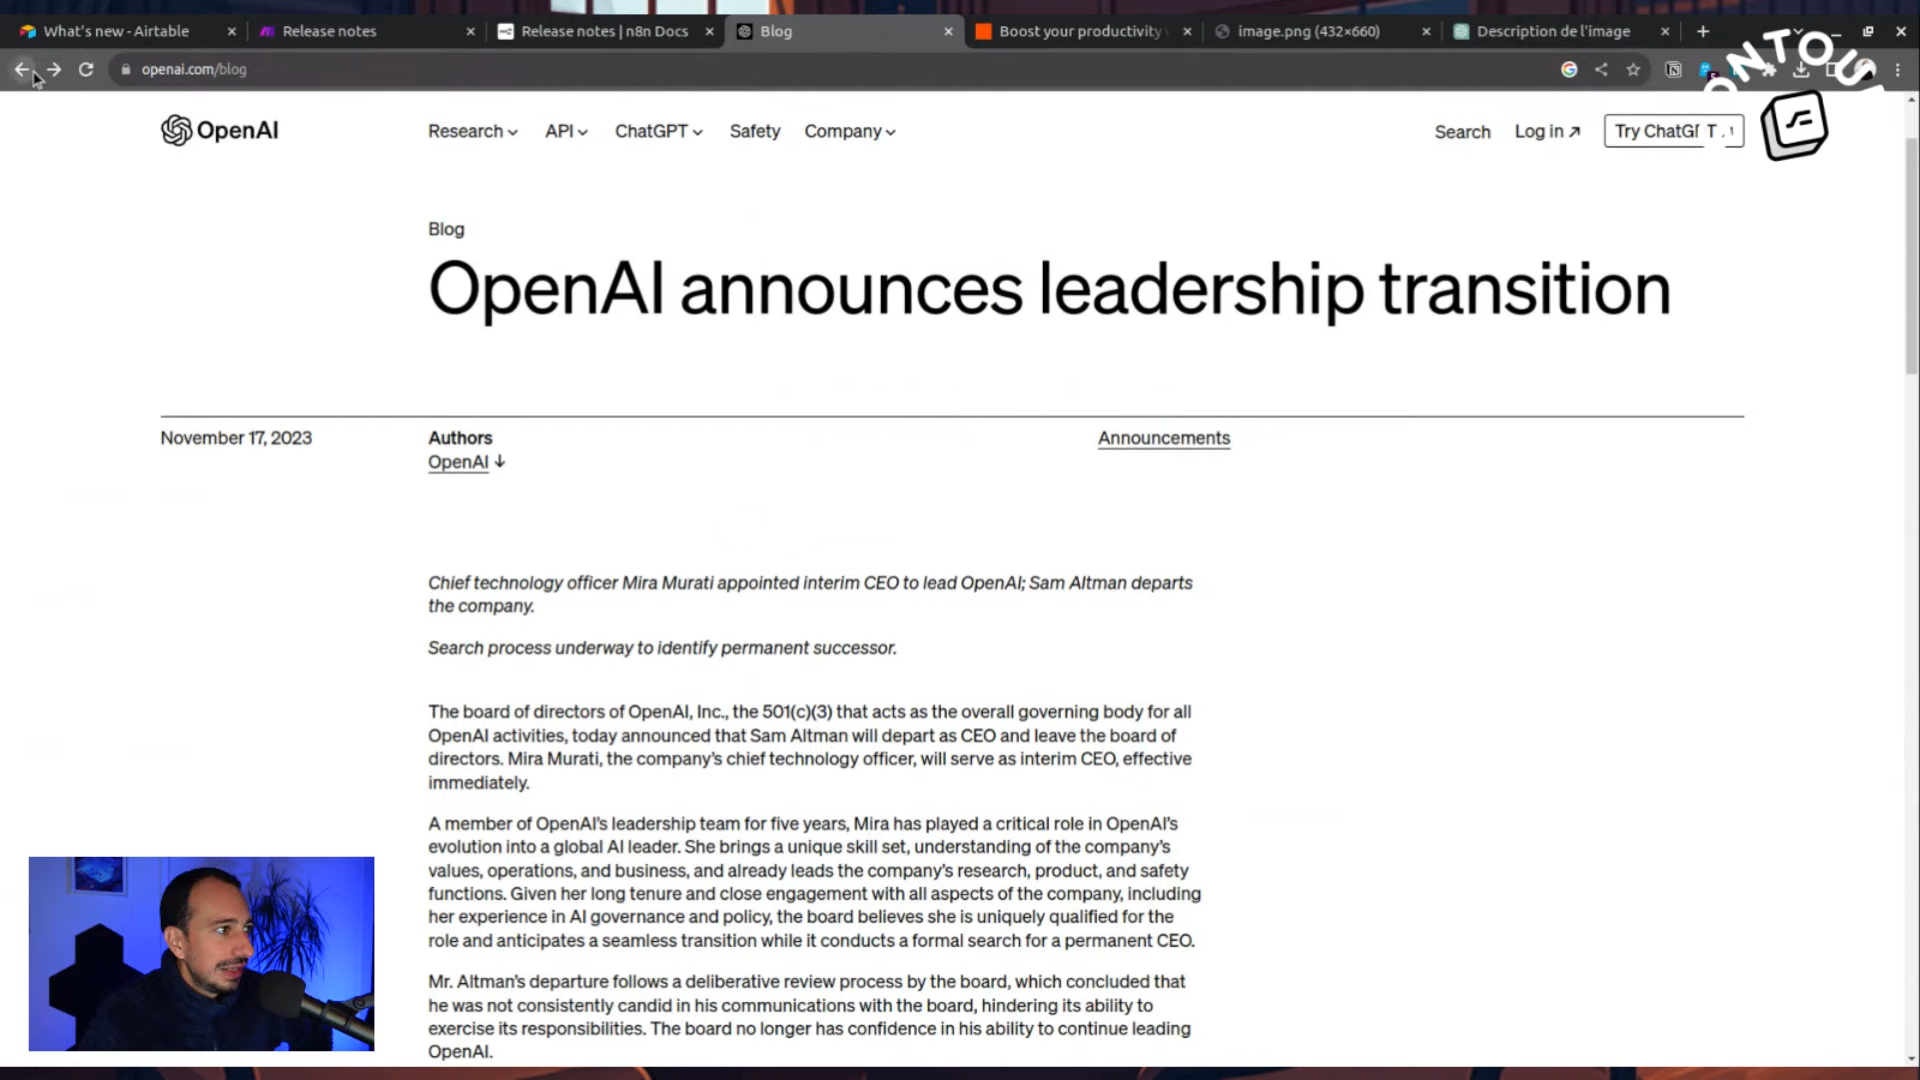 What's new - Airtable
Release notes
Release notes | n8n Docs
Blog
Boost your productivity
image.png (432×660)
Description de l'image
openai.com/blog
ONTOU
OpenAI
Research
API
ChatGPT
Safety
Company
Search
Log in ↗
Try ChatG
Blog
OpenAI announces leadership transition
November 17, 2023
Authors
OpenAI ↓
Announcements
Chief technology officer Mira Murati appointed interim CEO to lead OpenAI; Sam Altman departs
the company.
Search process underway to identify permanent successor.
The board of directors of OpenAI, Inc., the 501(c)(3) that acts as the overall governing body for all
OpenAI activities, today announced that Sam Altman will depart as CEO and leave the board of
directors. Mira Murati, the company's chief technology officer, will serve as interim CEO, effective
immediately.
A member of OpenAI's leadership team for five years, Mira has played a critical role in OpenAI's
evolution into a global AI leader. She brings a unique skill set, understanding of the company's
values, operations, and business, and already leads the company's research, product, and safety
functions. Given her long tenure and close engagement with all aspects of the company, including
her experience in AI governance and policy, the board believes she is uniquely qualified for the
role and anticipates a seamless transition while it conducts a formal search for a permanent CEO.
Mr. Altman's departure follows a deliberative review process by the board, which concluded that
he was not consistently candid in his communications with the board, hindering its ability to
exercise its responsibilities. The board no longer has confidence in his ability to continue leading
OpenAI.